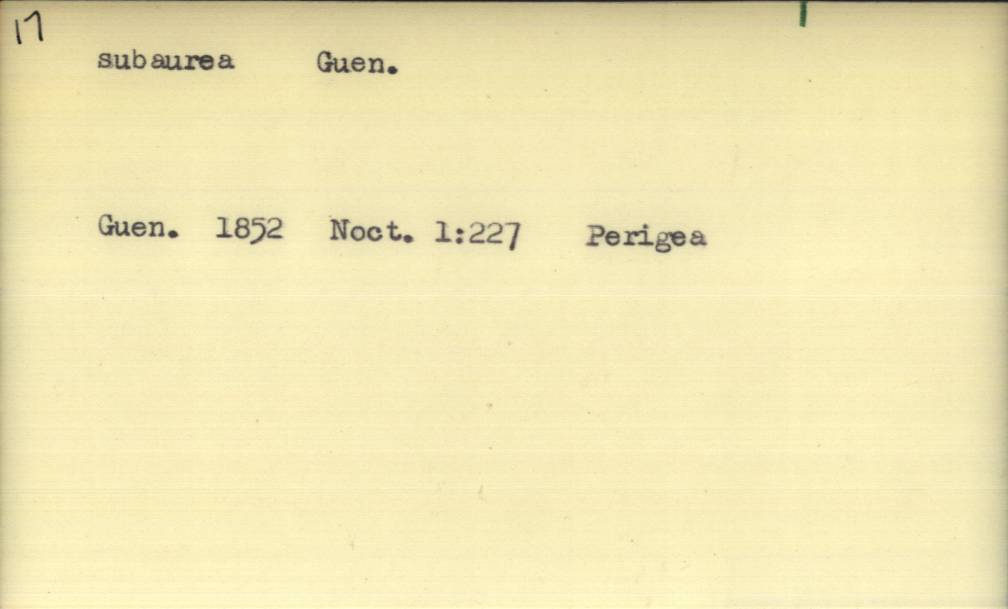 17
subaurea Guen.
Guen. 1852 Noct. 1:227 Perigea